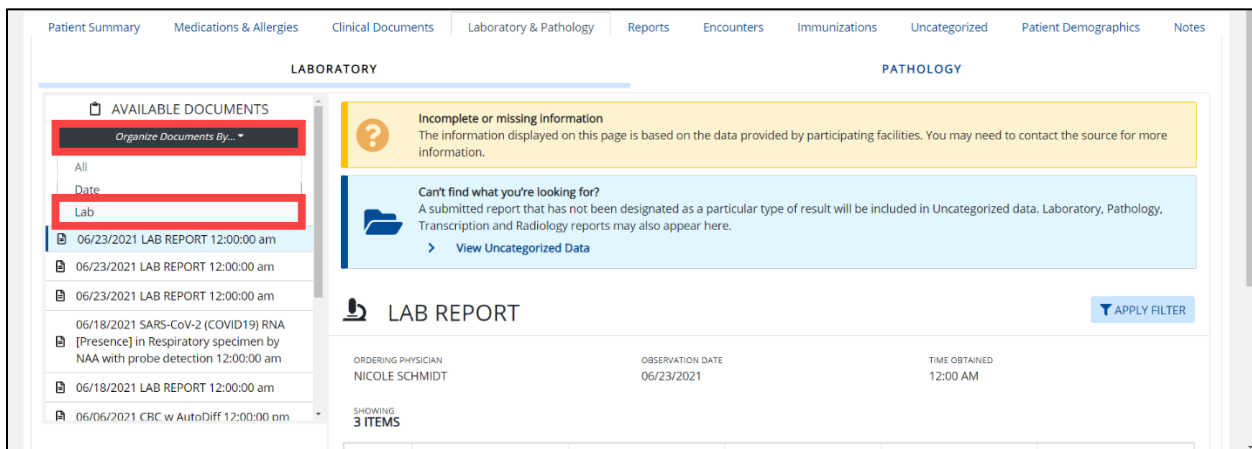 Patient Summary Medications & Allergies Clinical Documents Laboratory & Pathology Reports Encounters Immunizations Uncategorized Patient Demographics Notes
LABORATORY PATHOLOGY
AVAILABLE DOCUMENTS
Organize Documents By...
All
Date
Lab
06/23/2021 LAB REPORT 12:00:00 am
06/23/2021 LAB REPORT 12:00:00 am
06/23/2021 LAB REPORT 12:00:00 am
06/18/2021 SARS-CoV-2 (COVID19) RNA
[Presence] in Respiratory specimen by
NAA with probe detection 12:00:00 am
06/18/2021 LAB REPORT 12:00:00 am
06/06/2021 CBC w AutoDiff 12:00:00 pm
Incomplete or missing information
The information displayed on this page is based on the data provided by participating facilities. You may need to contact the source for more
information.
Can't find what you're looking for?
A submitted report that has not been designated as a particular type of result will be included in Uncategorized data. Laboratory, Pathology,
Transcription and Radiology reports may also appear here.
> View Uncategorized Data
LAB REPORT
APPLY FILTER
ORDERING PHYSICIAN OBSERVATION DATE TIME OBTAINED
NICOLE SCHMIDT 06/23/2021 12:00 AM
SHOWING
3 ITEMS